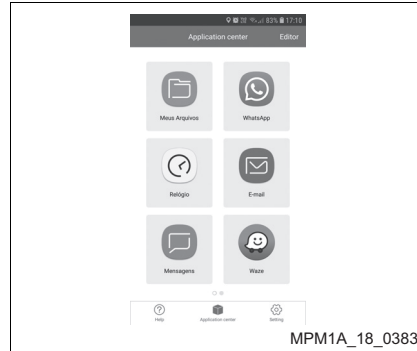 83% 17:10
Application center Editor
Meus Arquivos WhatsApp
Relógio E-mail
Mensagens Waze
Help Application center Setting
MPM1A_18_0383